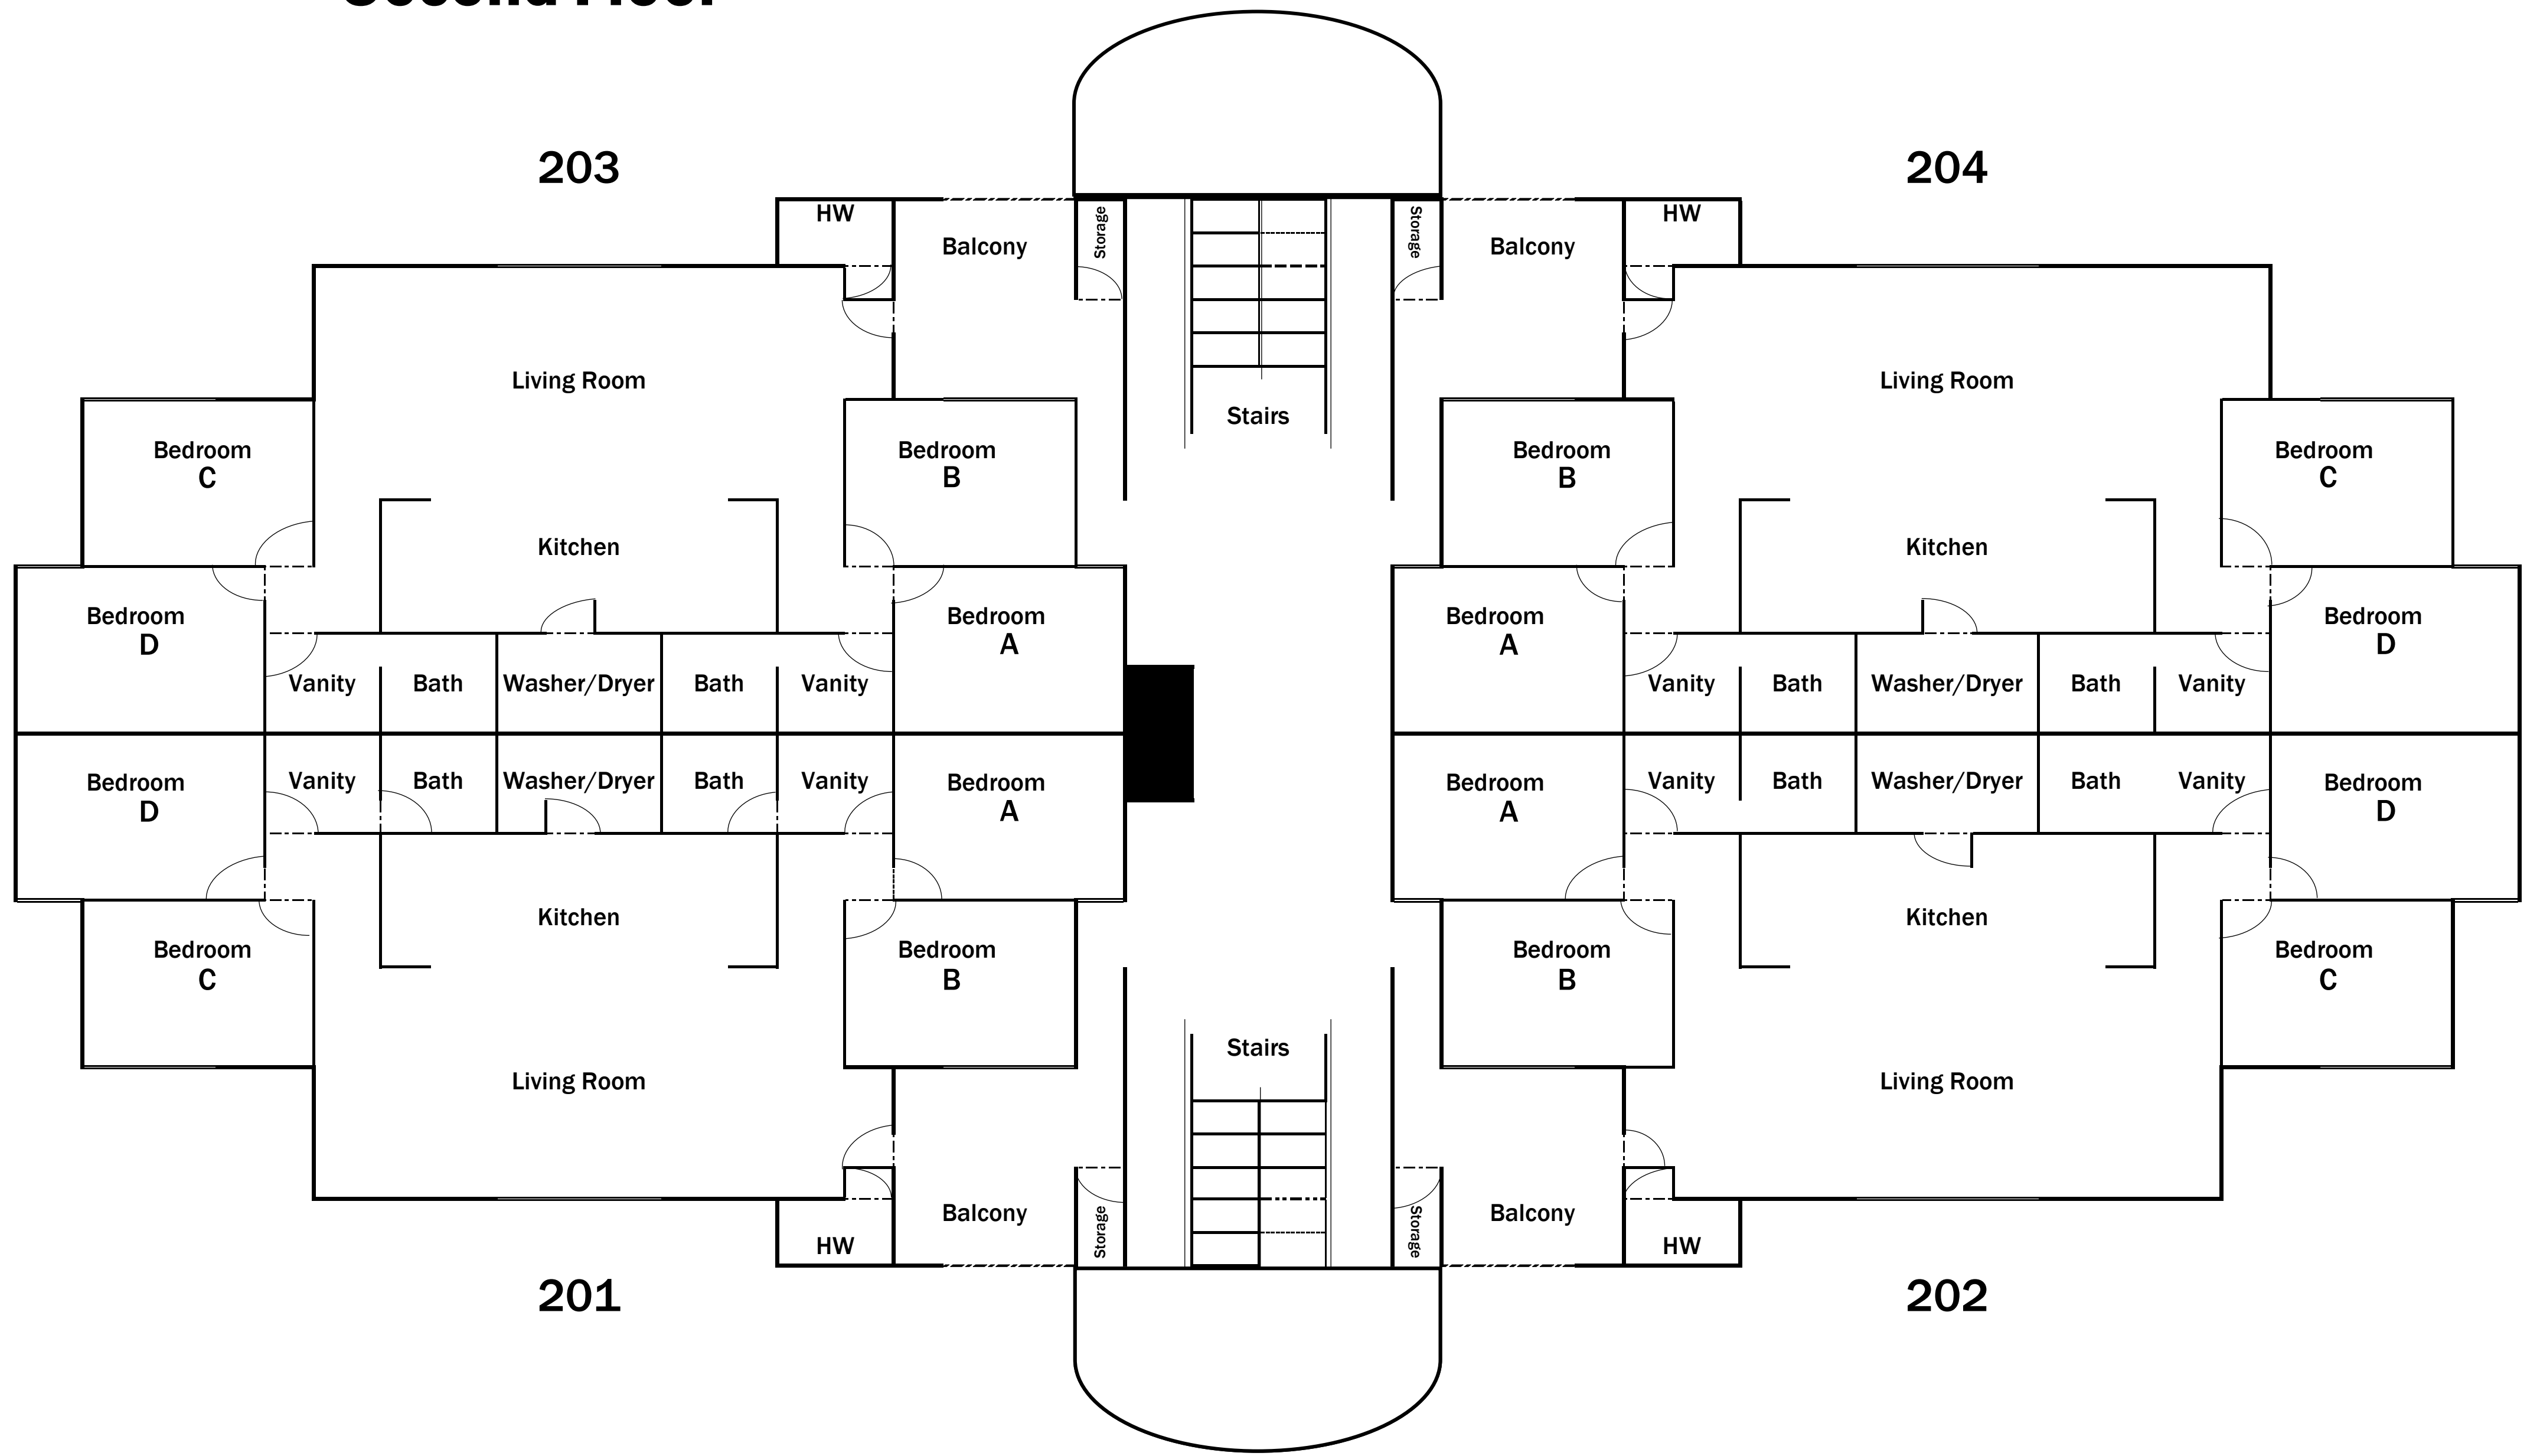 Second Floor
203
204
HW
Balcony
Storage
Storage
Balcony
HW
Living Room
Stairs
Living Room
Bedroom
C
Bedroom
B
Bedroom
B
Bedroom
C
Kitchen
Kitchen
Bedroom
D
Bedroom
A
Bedroom
A
Bedroom
D
Vanity
Bath
Washer/Dryer
Bath
Vanity
Vanity
Bath
Washer/Dryer
Bath
Vanity
Bedroom
D
Vanity
Bath
Washer/Dryer
Bath
Vanity
Bedroom
A
Bedroom
A
Vanity
Bath
Washer/Dryer
Bath
Vanity
Bedroom
D
Kitchen
Kitchen
Bedroom
C
Bedroom
B
Bedroom
B
Bedroom
C
Stairs
Living Room
Living Room
Balcony
Storage
Storage
Balcony
HW
HW
201
202